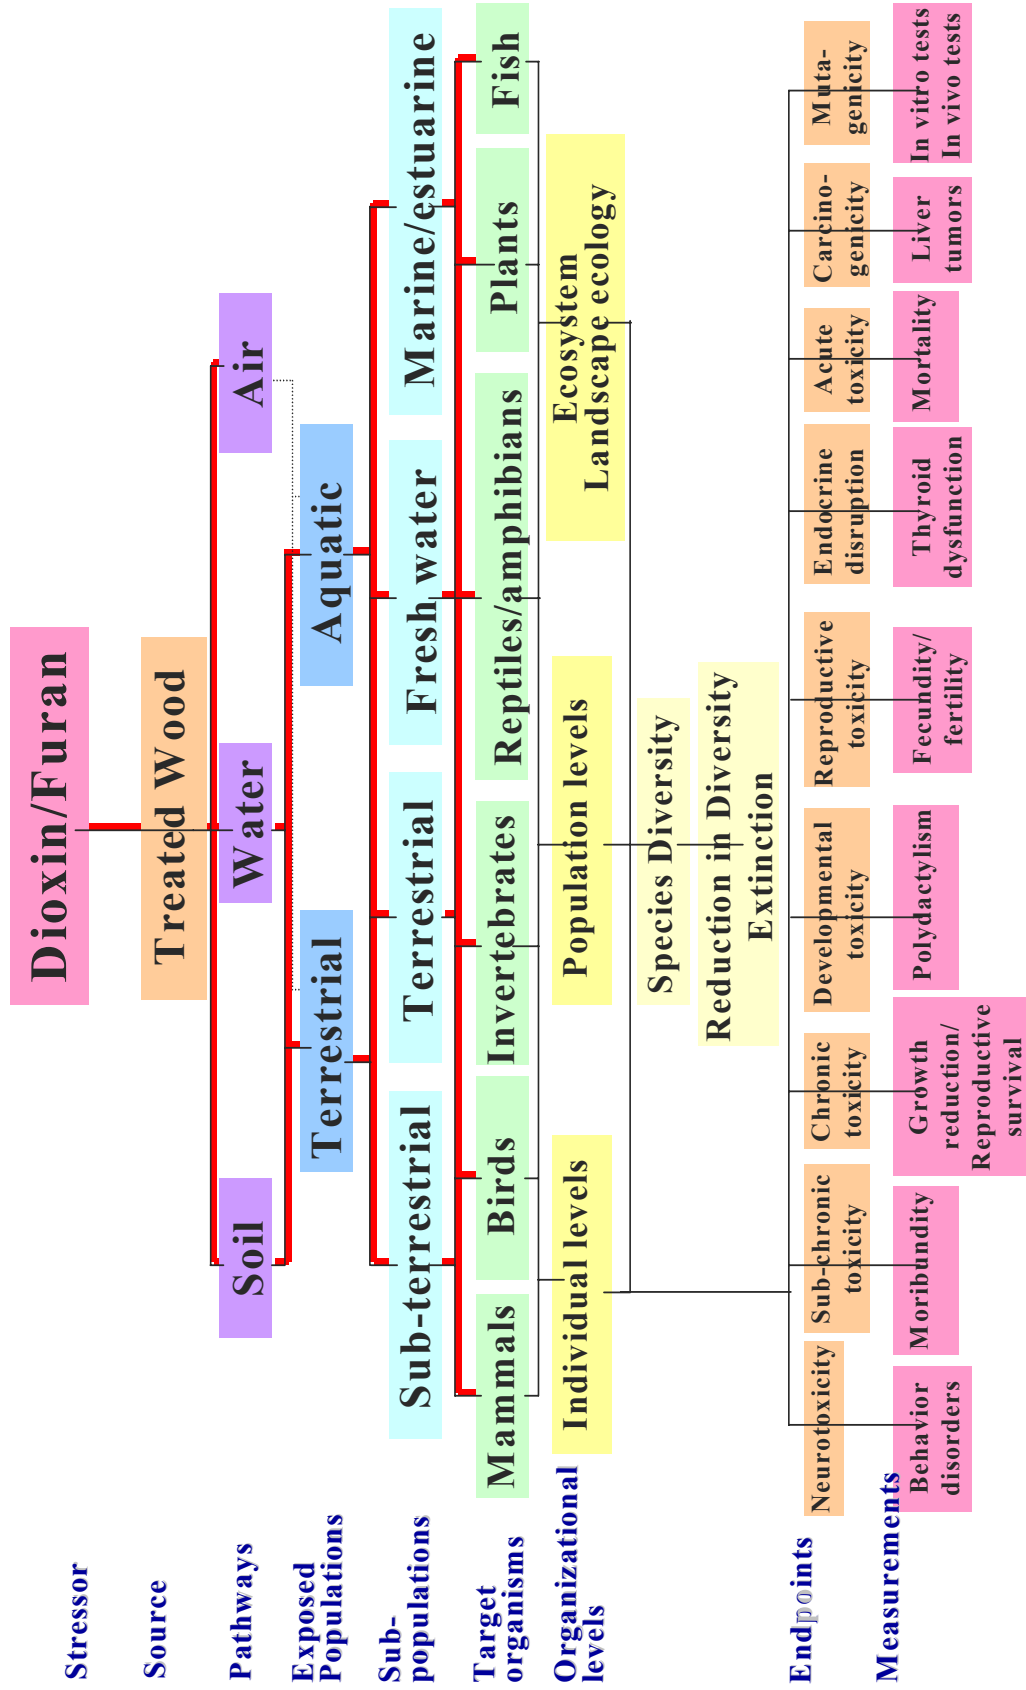 Stressor
Dioxin/Furan
Source
Treated Wood
Pathways
Soil
Water
Air
Exposed
Populations
Terrestrial
Aquatic
Sub-
populations
Sub-terrestrial
Terrestrial
Fresh water
Marine/estuarine
Target
organisms
Mammals
Birds
Invertebrates
Reptiles/amphibians
Plants
Fish
Organizational
levels
Individual levels
Population levels
Ecosystem
Landscape ecology
Species Diversity
Reduction in Diversity
Extinction
Endpoints
Neurotoxicity
Sub-chronic
toxicity
Chronic
toxicity
Developmental
toxicity
Reproductive
toxicity
Endocrine
disruption
Acute
toxicity
Carcino-
genicity
Muta-
genicity
Measurements
Behavior
disorders
Moribundity
Growth
reduction/
Reproductive
survival
Polydactylism
Fecundity/
fertility
Thyroid
dysfunction
Mortality
Liver
tumors
In vitro tests
In vivo tests